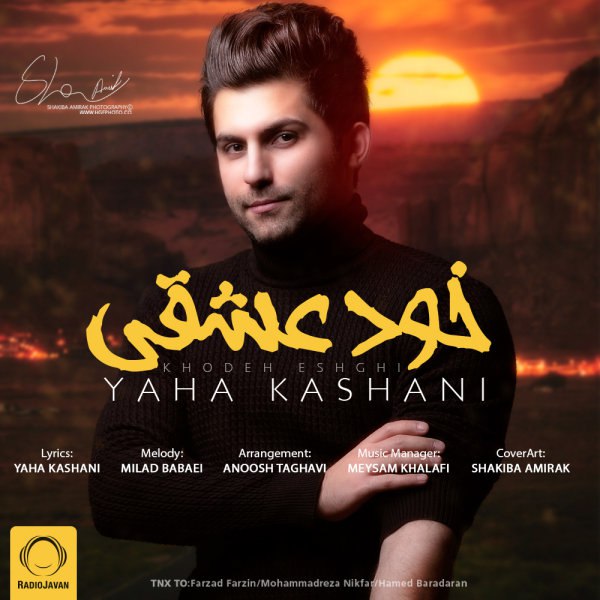 SHAKIBA AMIRAK PHOTOGRAPHY©
خود عشقی
KHODEH ESHGHI
YAHA KASHANI
Lyrics: Melody: Arrangement: Music Manager: CoverArt:
YAHA KASHANI MILAD BABAEI ANOOSH TAGHAVI MEYSAM KHALAFI SHAKIBA AMIRAK
RADIOJAVAN
TNX TO:Farzad Farzin/Mohammadreza Nikfar/Hamed Baradaran